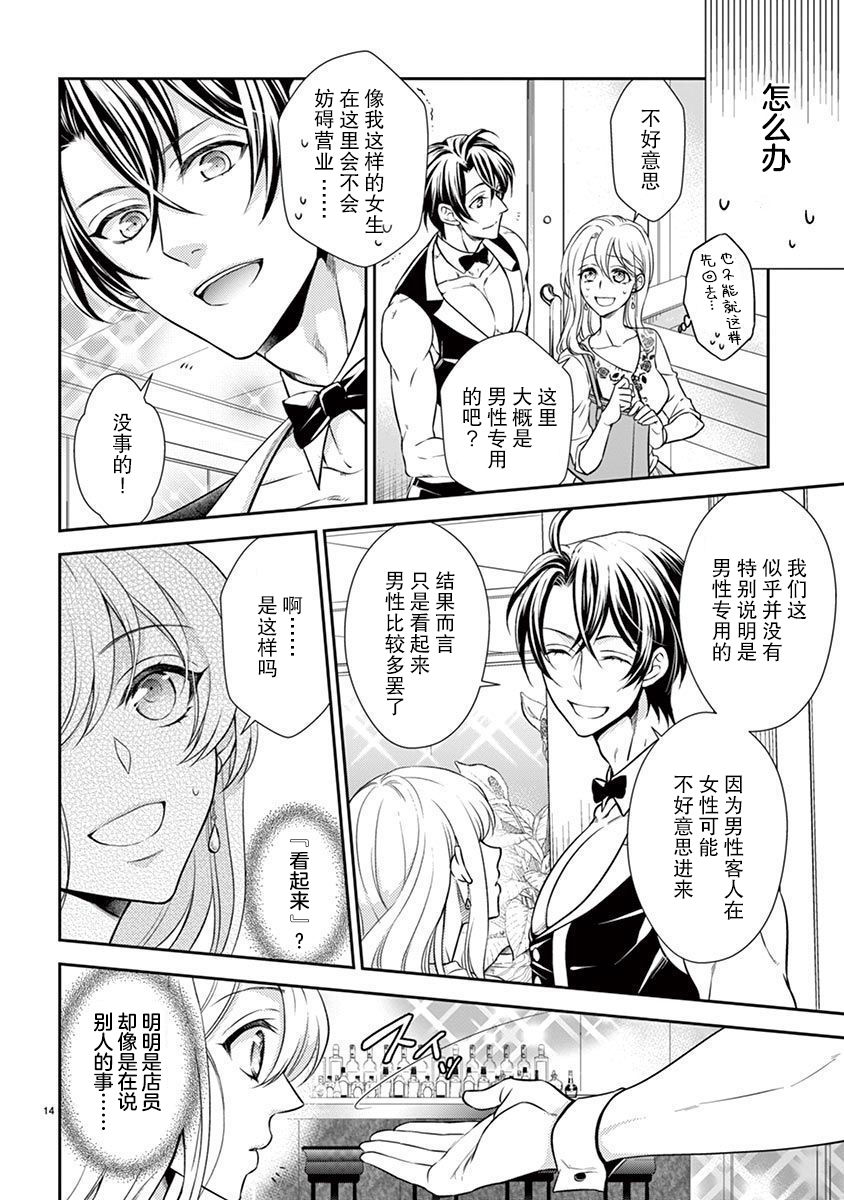 怎么办
也不能就这样
先回去…
不好意思
这里
大概是
男性专用
的吧?
像我这样的女生
在这里会不会
妨碍营业
……
没事的!
我们这
似乎并没有
特别说明是
男性专用的
因为男性客人在
女性可能
不好意思进来
结果而言
只是看起来
男性比较多罢了
啊……
是这样吗
『看起来』?
スイッ
明明是店员
却像是在说
别人的事……
14